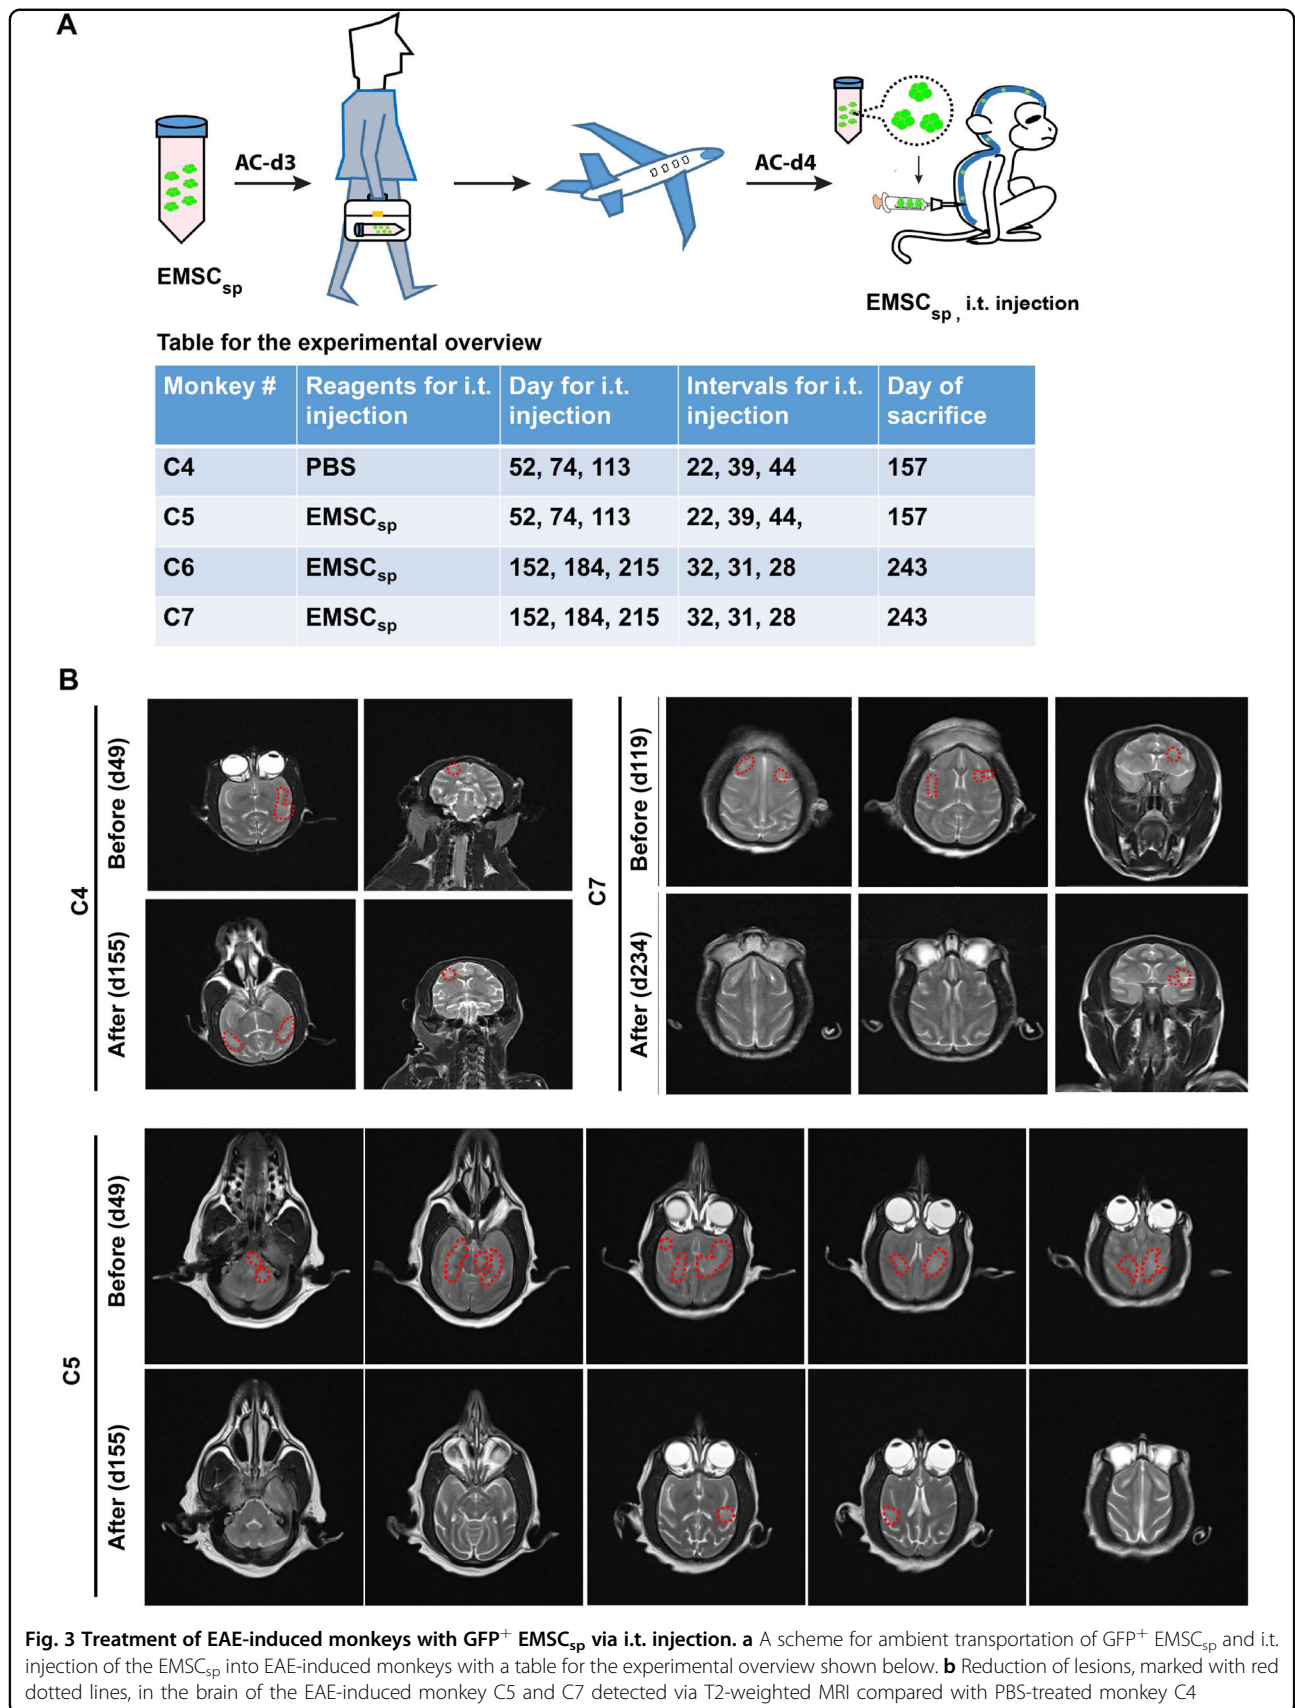 A
AC-d3
AC-d4
EMSCsp
EMSCsp, i.t. injection
Table for the experimental overview
Monkey # Reagents for i.t. injection Day for i.t. injection Intervals for i.t. injection Day of sacrifice
C4 PBS 52, 74, 113 22, 39, 44 157
C5 EMSCsp 52, 74, 113 22, 39, 44, 157
C6 EMSCsp 152, 184, 215 32, 31, 28 243
C7 EMSCsp 152, 184, 215 32, 31, 28 243
B
C4
Before (d49)
After (d155)
C7
Before (d119)
After (d234)
C5
Before (d49)
After (d155)
Fig. 3 Treatment of EAE-induced monkeys with GFP+ EMSCsp via i.t. injection. a A scheme for ambient transportation of GFP+ EMSCsp and i.t.
injection of the EMSCsp into EAE-induced monkeys with a table for the experimental overview shown below. b Reduction of lesions, marked with red
dotted lines, in the brain of the EAE-induced monkey C5 and C7 detected via T2-weighted MRI compared with PBS-treated monkey C4